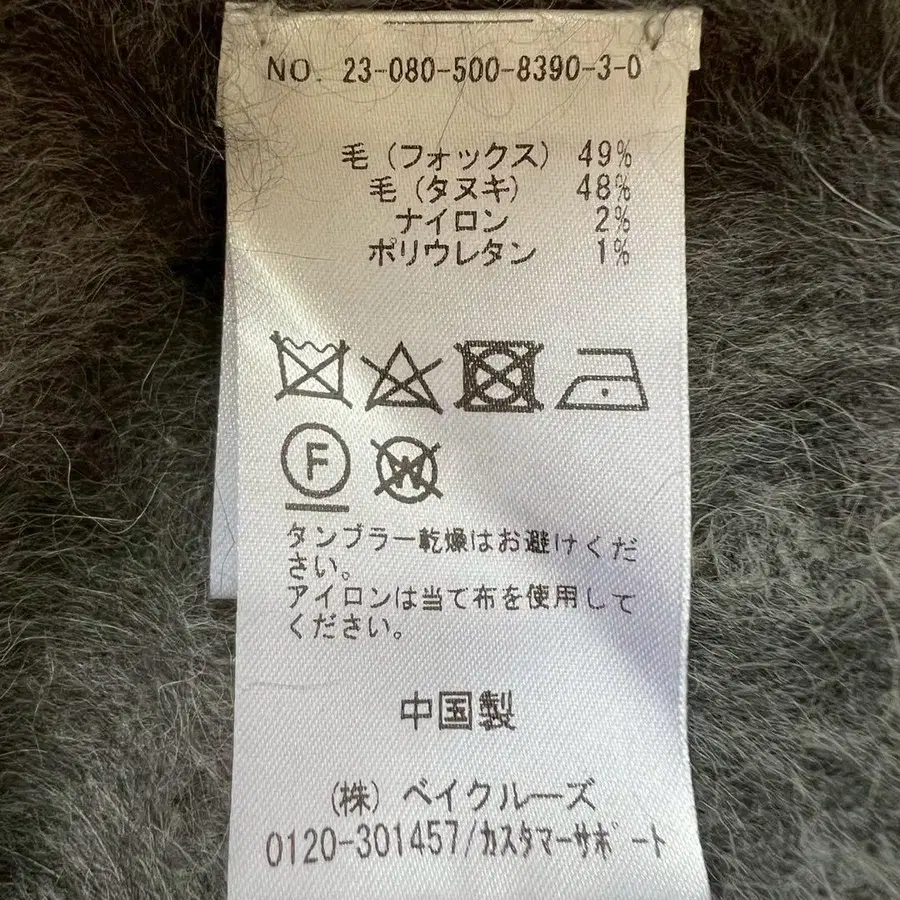 NO. 23-080-500-8390-3-0
毛(フォックス) 49%
毛(タヌキ) 48%
ナイロン 2%
ポリウレタン 1%
F
W
タンブラー乾燥はお避けくだ
さい。
アイロンは当て布を使用して
ください。
中国製
(株) ベイクルーズ
0120-301457/カスタマーサポート